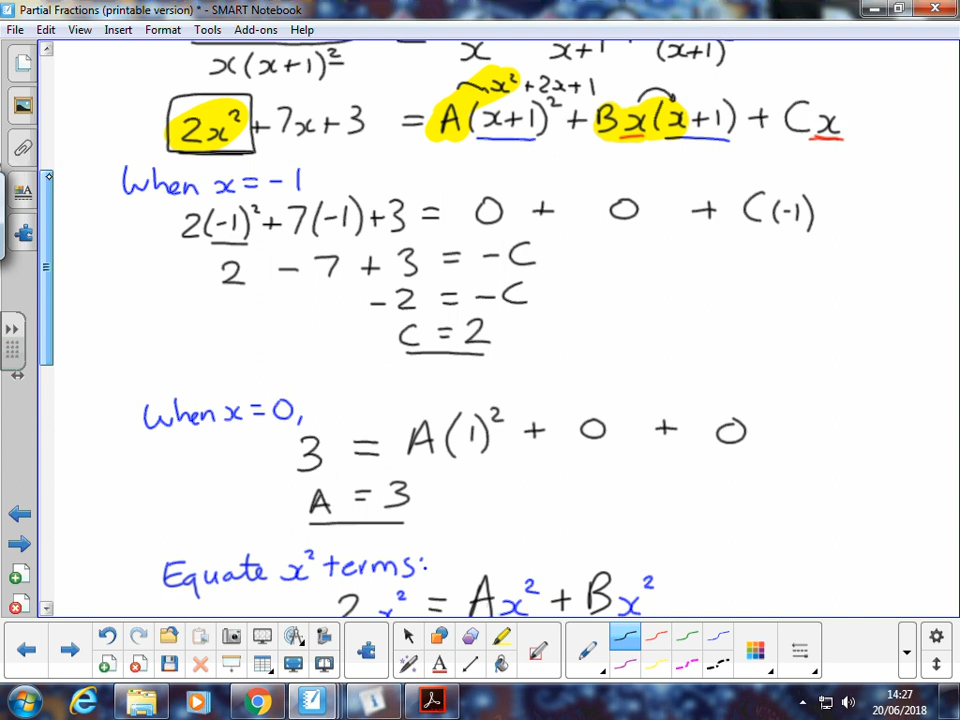 Partial Fractions (printable version) * - SMART Notebook
File Edit View Insert Format Tools Add-ons Help
x(x+1)² = x x+1 (x+1)²
x²+2x+1
2x²+7x+3 = A(x+1)² + Bx(x+1) + Cx
When x = -1
2(-1)²+7(-1)+3 = 0 + 0 + C(-1)
2 - 7 + 3 = -C
-2 = -C
C = 2
When x = 0,
3 = A(1)² + 0 + 0
A = 3
Equate x² terms:
2x² = Ax² + Bx²
A
14:27
20/06/2018